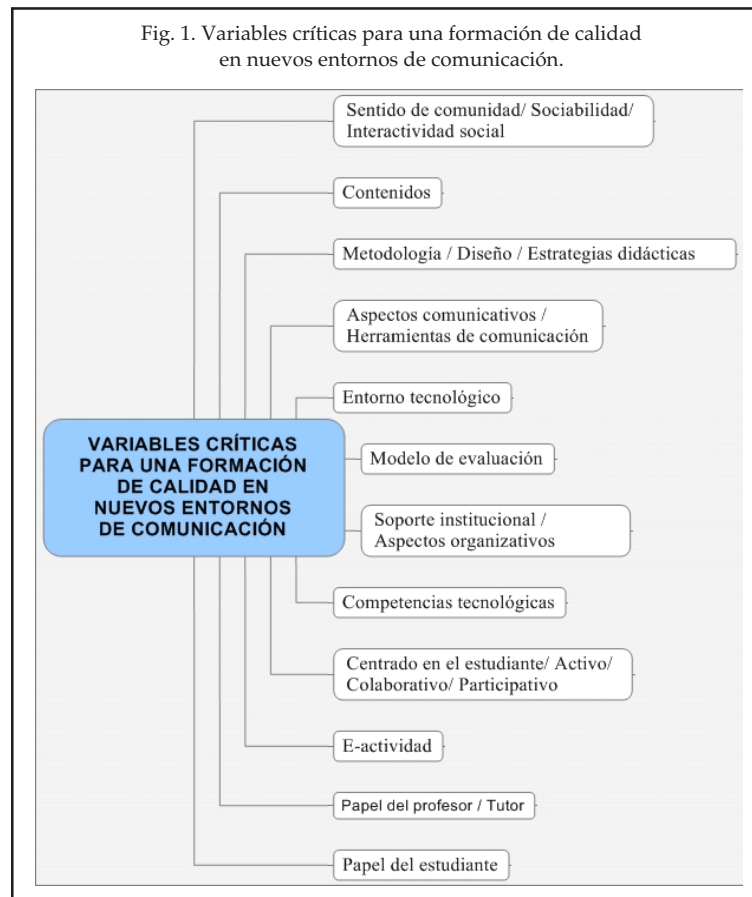 Fig. 1. Variables críticas para una formación de calidad
en nuevos entornos de comunicación.
Sentido de comunidad/ Sociabilidad/
Interactividad social
Contenidos
Metodología / Diseño / Estrategias didácticas
Aspectos comunicativos /
Herramientas de comunicación
Entorno tecnológico
VARIABLES CRÍTICAS
PARA UNA FORMACIÓN
DE CALIDAD EN
NUEVOS ENTORNOS
DE COMUNICACIÓN
Modelo de evaluación
Soporte institucional /
Aspectos organizativos
Competencias tecnológicas
Centrado en el estudiante/ Activo/
Colaborativo/ Participativo
E-actividad
Papel del profesor / Tutor
Papel del estudiante